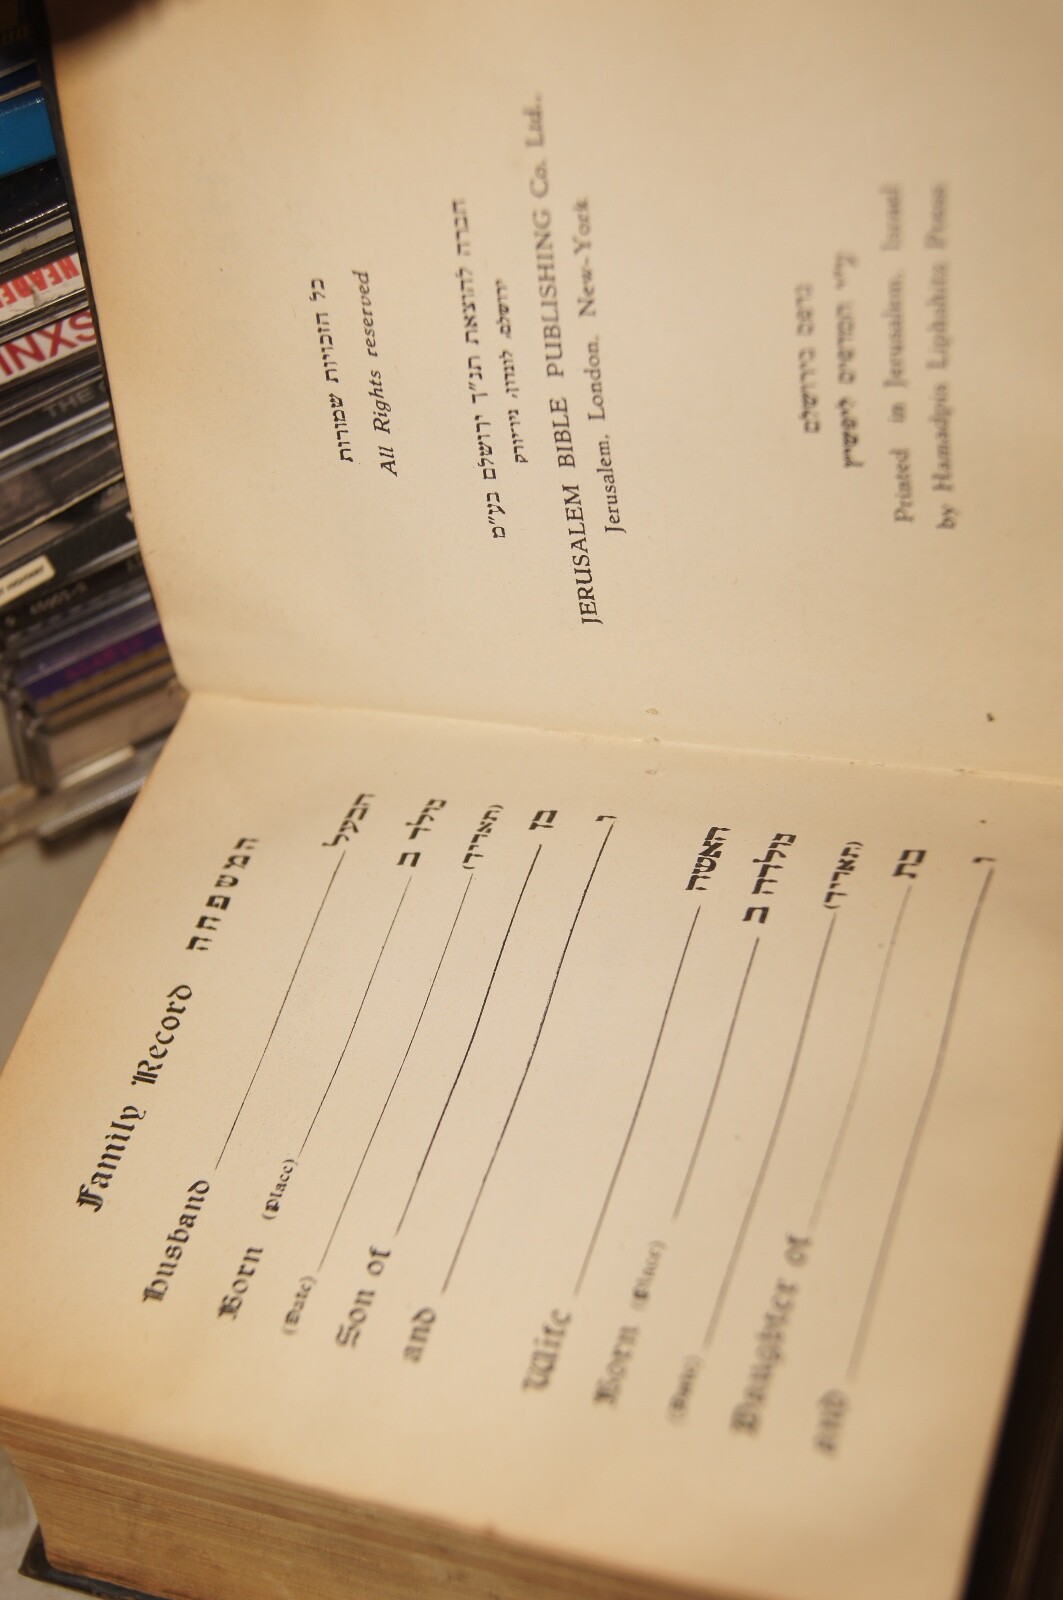 כל הזכויות שמורות
All Rights reserved
חברה להוצאת תנ״ך ירושלם בע״מ
ירושלם, לונדון, ניו־יורק
JERUSALEM BIBLE PUBLISHING Co. Ltd.,
Jerusalem, London, New-York
נדפס בירושלם
Printed in Jerusalem, Israel
by Hamadpis Liphshitz Press
Family Record המשפחה
Husband הבעל
Born (Place) נולד ב
(Date) (תאריך)
Son of בן
and ו
Wife האשה
Born (Place) נולדה ב
(Date) (תאריך)
Daughter of בת
and ו
THE